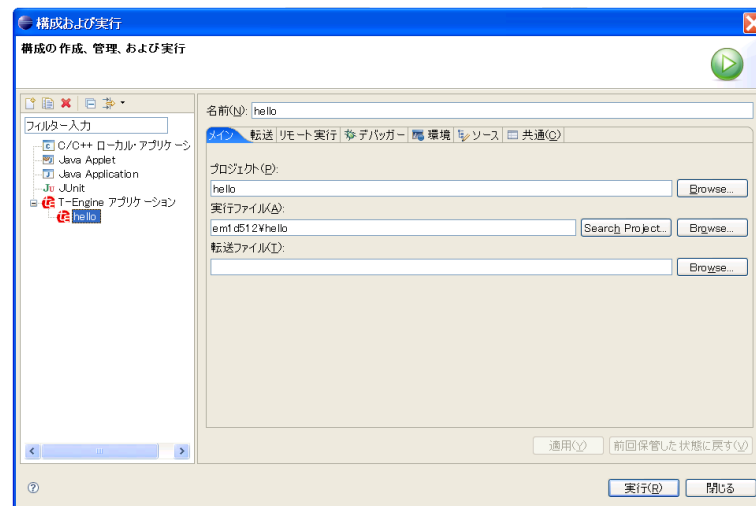 構成および実行
構成の作成、管理、および実行
名前(N): hello
フィルター入力
メイン 転送 リモート実行 デバッガー 環境 ソース 共通(C)
C/C++ ローカル・アプリケーシ
Java Applet
Java Application
Ju JUnit
T-Engine アプリケーション
hello
プロジェクト(P):
hello Browse...
実行ファイル(A):
em1d512¥hello Search Project... Browse...
転送ファイル(T):
Browse...
適用(Y) 前回保管した状態に戻す(V)
実行(R) 閉じる